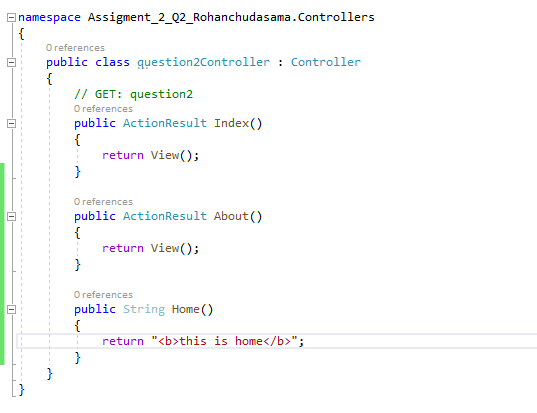 namespace Assigment_2_Q2_Rohanchudasama.Controllers
{
0 references
public class question2Controller : Controller
{
// GET: question2
0 references
public ActionResult Index()
{
return View();
}
0 references
public ActionResult About()
{
return View();
}
0 references
public String Home()
{
return "<b>this is home</b>";
}
}
}